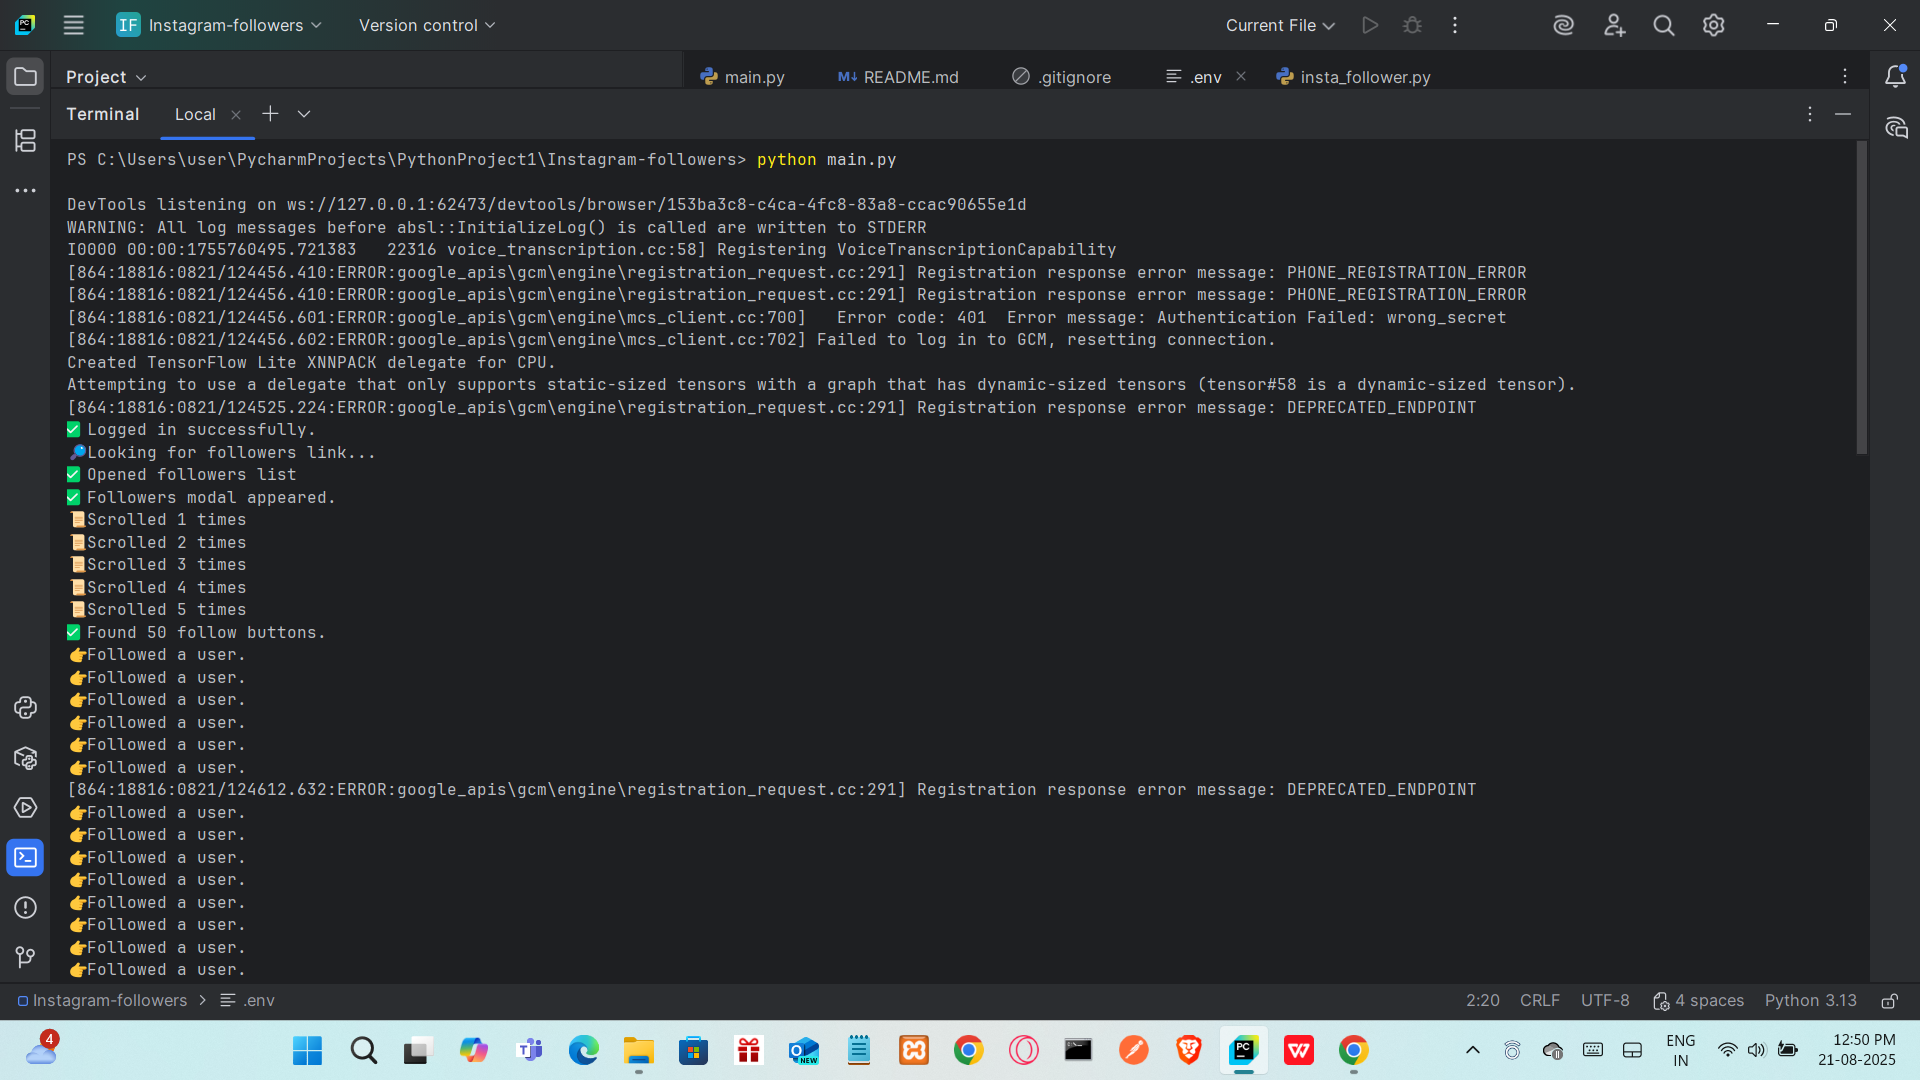 IF Instagram-followers
Version control
Current File
Project
main.py
README.md
.gitignore
.env
insta_follower.py
Terminal
Local
PS C:\Users\user\PycharmProjects\PythonProject1\Instagram-followers> python main.py
DevTools listening on ws://127.0.0.1:62473/devtools/browser/153ba3c8-c4ca-4fc8-83a8-ccac90655e1d
WARNING: All log messages before absl::InitializeLog() is called are written to STDERR
I0000 00:00:1755760495.721383   22316 voice_transcription.cc:58] Registering VoiceTranscriptionCapability
[864:18816:0821/124456.410:ERROR:google_apis\gcm\engine\registration_request.cc:291] Registration response error message: PHONE_REGISTRATION_ERROR
[864:18816:0821/124456.410:ERROR:google_apis\gcm\engine\registration_request.cc:291] Registration response error message: PHONE_REGISTRATION_ERROR
[864:18816:0821/124456.601:ERROR:google_apis\gcm\engine\mcs_client.cc:700]   Error code: 401  Error message: Authentication Failed: wrong_secret
[864:18816:0821/124456.602:ERROR:google_apis\gcm\engine\mcs_client.cc:702] Failed to log in to GCM, resetting connection.
Created TensorFlow Lite XNNPACK delegate for CPU.
Attempting to use a delegate that only supports static-sized tensors with a graph that has dynamic-sized tensors (tensor#58 is a dynamic-sized tensor).
[864:18816:0821/124525.224:ERROR:google_apis\gcm\engine\registration_request.cc:291] Registration response error message: DEPRECATED_ENDPOINT
✅ Logged in successfully.
🔎Looking for followers link...
✅ Opened followers list
✅ Followers modal appeared.
📜Scrolled 1 times
📜Scrolled 2 times
📜Scrolled 3 times
📜Scrolled 4 times
📜Scrolled 5 times
✅ Found 50 follow buttons.
👉Followed a user.
👉Followed a user.
👉Followed a user.
👉Followed a user.
👉Followed a user.
👉Followed a user.
[864:18816:0821/124612.632:ERROR:google_apis\gcm\engine\registration_request.cc:291] Registration response error message: DEPRECATED_ENDPOINT
👉Followed a user.
👉Followed a user.
👉Followed a user.
👉Followed a user.
👉Followed a user.
👉Followed a user.
👉Followed a user.
👉Followed a user.
Instagram-followers > .env
2:20 CRLF UTF-8 4 spaces Python 3.13
4
ENG
IN
12:50 PM
21-08-2025